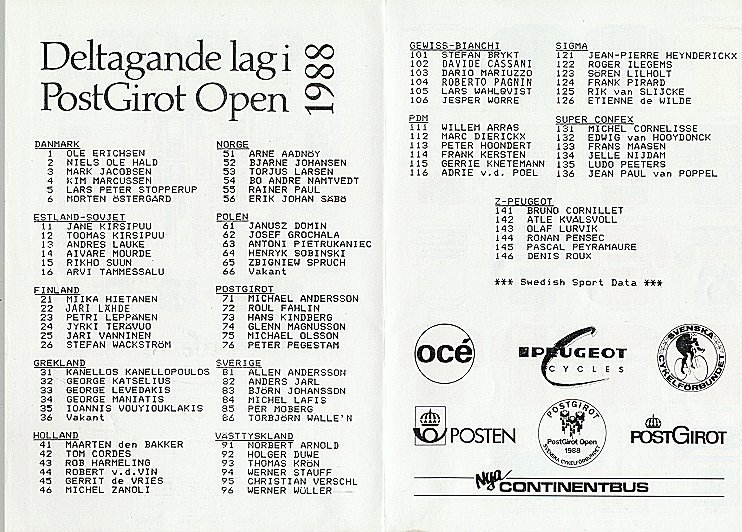 Deltagande lag i
PostGirot Open
1988
DANMARK
1 OLE ERICHSEN
2 NIELS OLE HALD
3 MARK JACOBSEN
4 KIM MARCUSSEN
5 LARS PETER STOPPERUP
6 MORTEN ÖSTERGÅRD
ESTLAND-SOVJET
11 JANE KIRSIPUU
12 TOOMAS KIRSIPUU
13 ANDRES LAUKE
14 AIVARE MOURDE
15 RIKHO SUUN
16 ARVI TAMMESSALU
FINLAND
21 MIIKA HIETANEN
22 JARI LÄHDE
23 PETRI LEPPÄNEN
24 JYRKI TERÄVUO
25 JARI VANNINEN
26 STEFAN WACKSTRÖM
GREKLAND
31 KANELLOS KANELLOPOULOS
32 GEORGE KATSELIUS
33 GEORGE LEVEDAKIS
34 GEORGE MANIATIS
35 IOANNIS VOUYIOUKLAKIS
36 Vakant
HOLLAND
41 MAARTEN den BAKKER
42 TOM CORDES
43 ROB HARMELING
44 ROBERT v.d.VIN
45 GERRIT de VRIES
46 MICHEL ZANOLI
NORGE
51 ARNE AADNÖY
52 BJARNE JOHANSEN
53 TORJUS LARSEN
54 BO ANDRE NAMTVEDT
55 RAINER PAUL
56 ERIK JOHAN SÄBÖ
POLEN
61 JANUSZ DOMIN
62 JOSEF GROCHALA
63 ANTONI PIETRUKANIEC
64 HENRYK SOBINSKI
65 ZBIGNIEW SPRUCH
66 Vakant
POSTGIROT
71 MICHAEL ANDERSSON
72 ROUL FAHLIN
73 HANS KINDBERG
74 GLENN MAGNUSSON
75 MICHAEL OLSSON
76 PETER PEGESTAM
SVERIGE
81 ALLEN ANDERSSON
82 ANDERS JARL
83 BJÖRN JOHANSSON
84 MICHEL LAFIS
85 PER MOBERG
86 TORBJÖRN WALLE'N
VÄSTTYSKLAND
91 NORBERT ARNOLD
92 HOLGER DUWE
93 THOMAS KRÖN
94 WERNER STAUFF
95 CHRISTIAN VERSCHL
96 WERNER WÜLLER
GEWISS-BIANCHI
101 STEFAN BRYKT
102 DAVIDE CASSANI
103 DARIO MARIUZZO
104 ROBERTO PAGNIN
105 LARS WAHLQVIST
106 JESPER WORRE
PDM
111 WILLEM ARRAS
112 MARC DIERICKX
113 PETER HOONDERT
114 FRANK KERSTEN
115 GERRIE KNETEMANN
116 ADRIE v.d. POEL
SIGMA
121 JEAN-PIERRE HEYNDERICKX
122 ROGER ILEGEMS
123 SÖREN LILHOLT
124 FRANK PIRARD
125 RIK van SLIJCKE
126 ETIENNE de WILDE
SUPER CONFEX
131 MICHEL CORNELISSE
132 EDWIG van HOOYDONCK
133 FRANS MAASEN
134 JELLE NIJDAM
135 LUDO PEETERS
136 JEAN PAUL van POPPEL
Z-PEUGEOT
141 BRUNO CORNILLET
142 ATLE KVÅLSVOLL
143 OLAF LURVIK
144 RONAN PENSEC
145 PASCAL PEYRAMAURE
146 DENIS ROUX
*** Swedish Sport Data ***
océ
PEUGEOT
CYCLES
SVENSKA
CYKELFÖRBUNDET
POSTEN
POSTGIROT
PostGirot Open
1988
SVENSKA CYKELFÖRBUNDET
POSTGIROT
Nya CONTINENTBUS